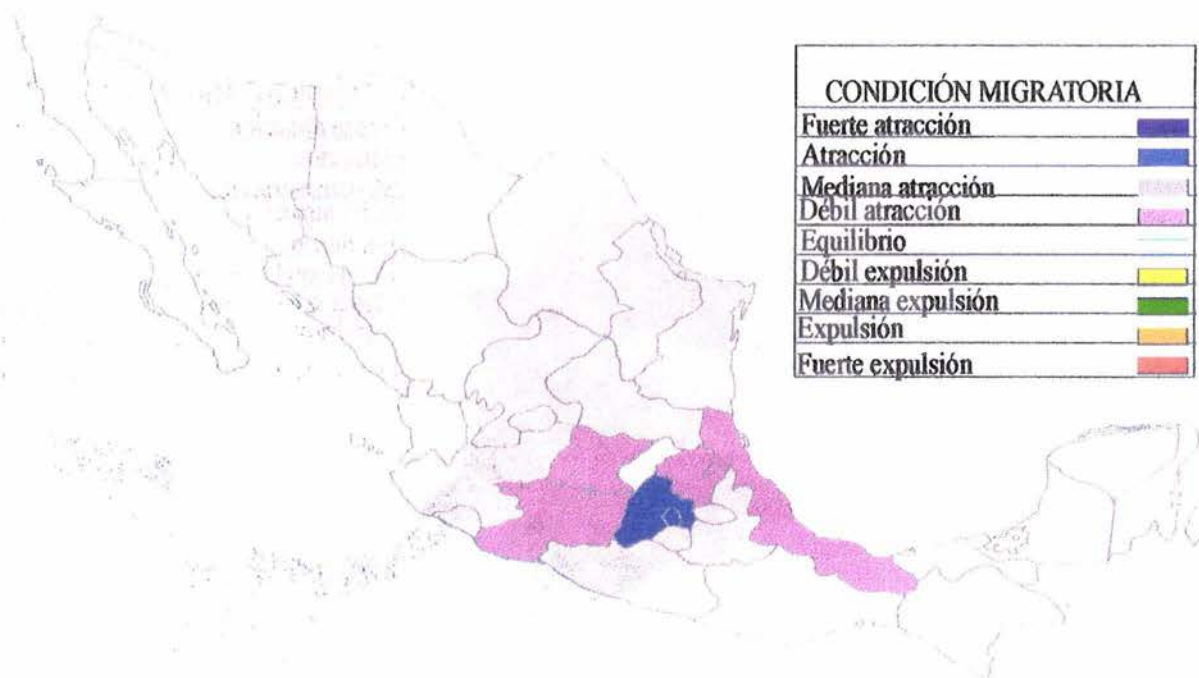 CONDICIÓN MIGRATORIA
Fuerte atracción
Atracción
Mediana atracción
Débil atracción
Equilibrio
Débil expulsión
Mediana expulsión
Expulsión
Fuerte expulsión